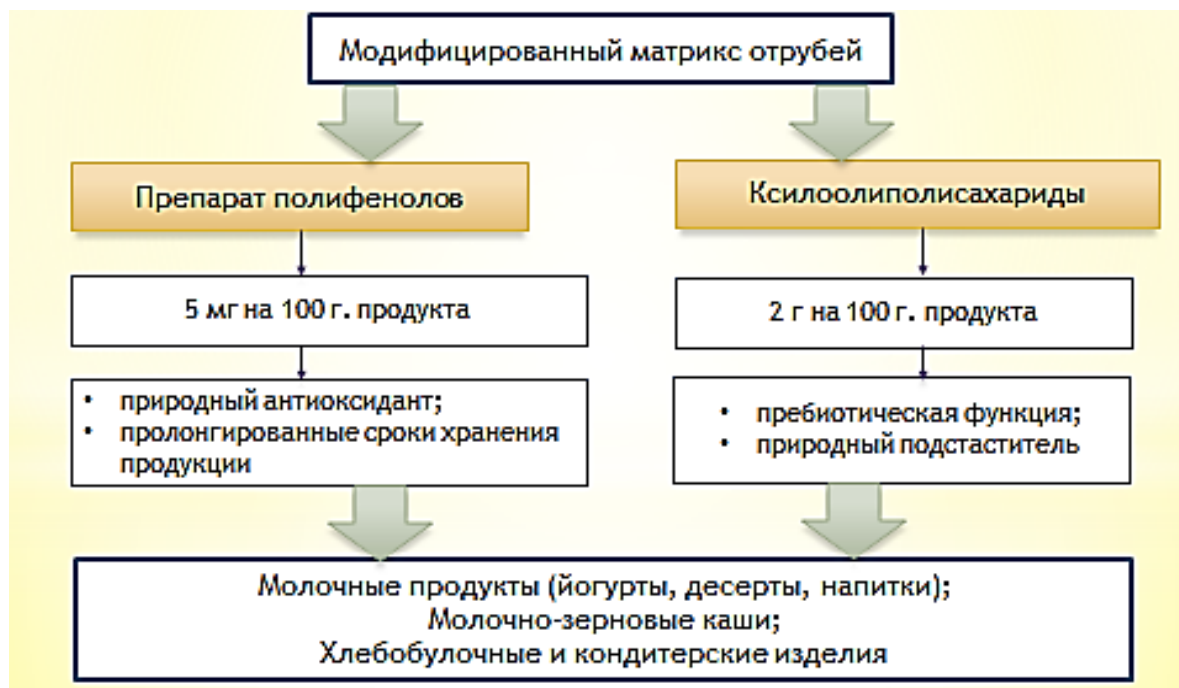 Модифицированный матрикс отрубей
Препарат полифенолов
Ксилоолиполисахариды
5 мг на 100 г. продукта
2 г на 100 г. продукта
• природный антиоксидант;
• пролонгированные сроки хранения
продукции
• пребиотическая функция;
• природный подстаститель
Молочные продукты (йогурты, десерты, напитки);
Молочно-зерновые каши;
Хлебобулочные и кондитерские изделия